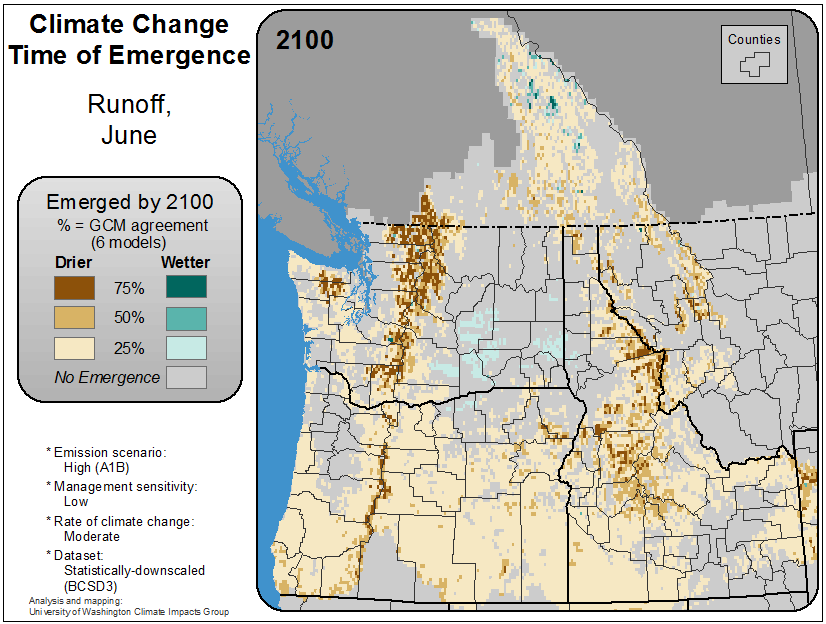 Climate Change
Time of Emergence
Runoff,
June
Emerged by 2100
% = GCM agreement
(6 models)
Drier Wetter
75%
50%
25%
No Emergence
* Emission scenario:
High (A1B)
* Management sensitivity:
Low
* Rate of climate change:
Moderate
* Dataset:
Statistically-downscaled
(BCSD3)
Analysis and mapping:
University of Washington Climate Impacts Group
2100
Counties